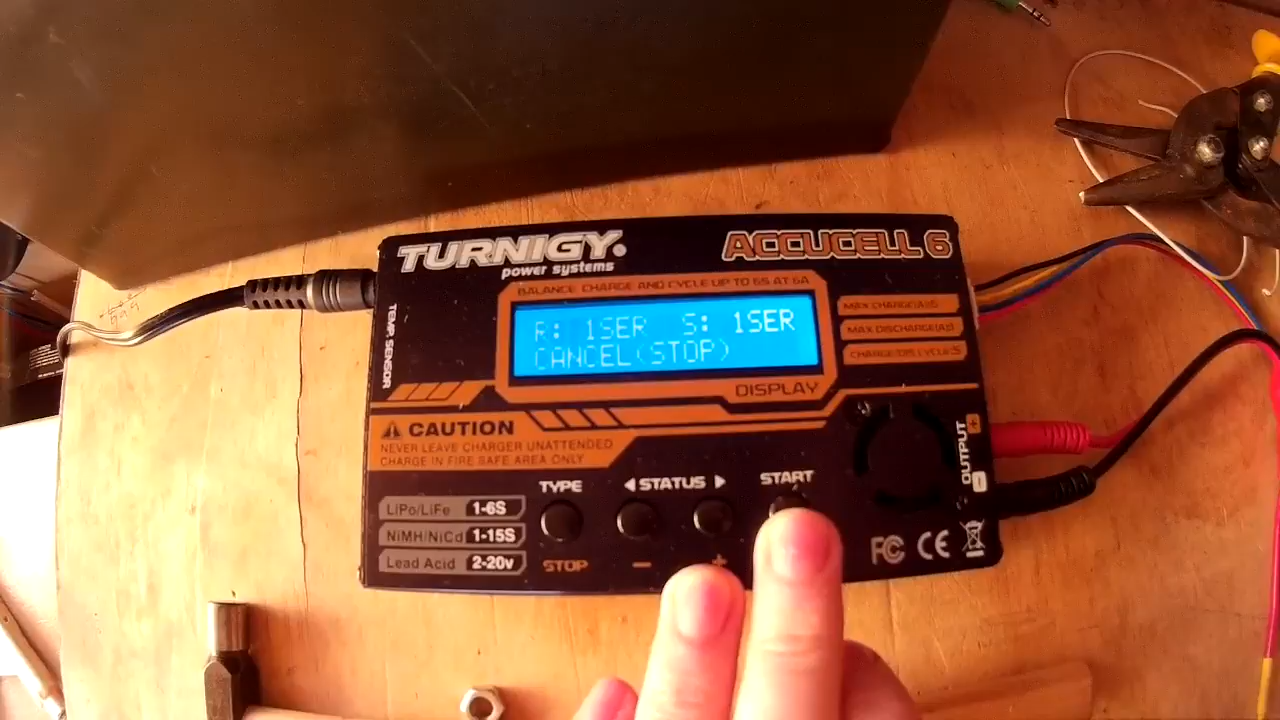 TURNIGY
power systems
ACCUCELL 6
BALANCE CHARGE AND CYCLE UP TO 6S AT 6A
R: 1SER S: 1SER
CANCEL(STOP)
MAX CHARGE(A):
MAX DISCHARGE(A):
CHARGE/DIS CYCLE:5
DISPLAY
TEMP. SENSOR
CAUTION
NEVER LEAVE CHARGER UNATTENDED
CHARGE IN FIRE SAFE AREA ONLY
LiPo/LiFe 1-6S
NiMH/NiCd 1-15S
Lead Acid 2-20v
TYPE
STOP
STATUS
START
− +
OUTPUT
+ −
FC CE